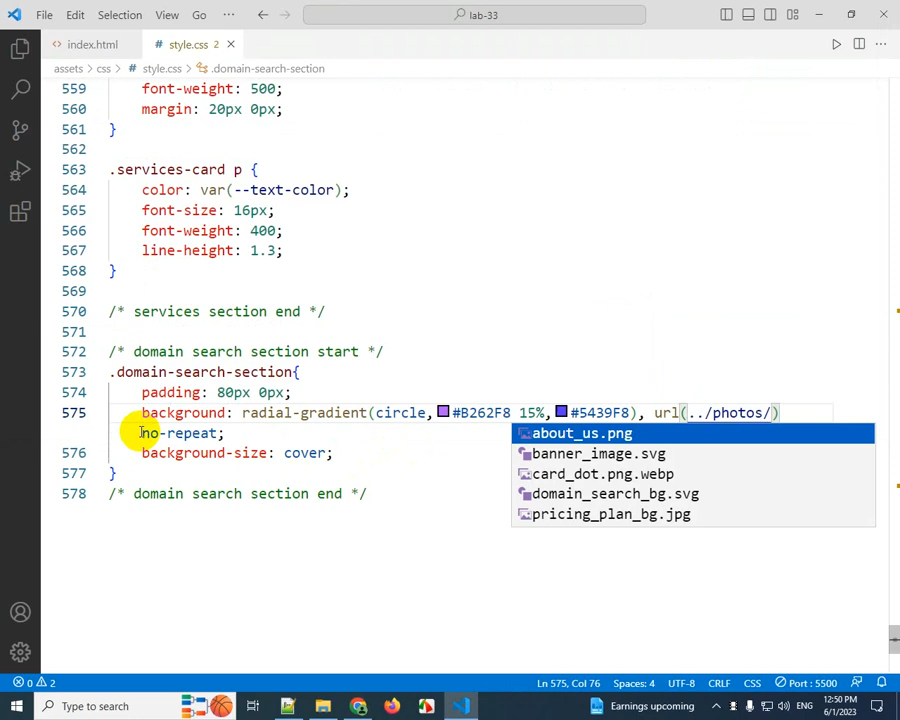 File Edit Selection View Go ··· lab-33
index.html style.css 2
assets > css > # style.css > .domain-search-section
559 font-weight: 500;
560 margin: 20px 0px;
561 }
562
563 .services-card p {
564 color: var(--text-color);
565 font-size: 16px;
566 font-weight: 400;
567 line-height: 1.3;
568 }
569
570 /* services section end */
571
572 /* domain search section start */
573 .domain-search-section{
574 padding: 80px 0px;
575 background: radial-gradient(circle, #B262F8 15%, #5439F8), url(../photos/)
no-repeat;
about_us.png
banner_image.svg
576 background-size: cover;
577 }
card_dot.png.webp
578 /* domain search section end */
domain_search_bg.svg
pricing_plan_bg.jpg
0 2 Ln 575, Col 76 Spaces: 4 UTF-8 CRLF CSS Port : 5500
Type here to search Earnings upcoming 12:50 PM
6/1/2023